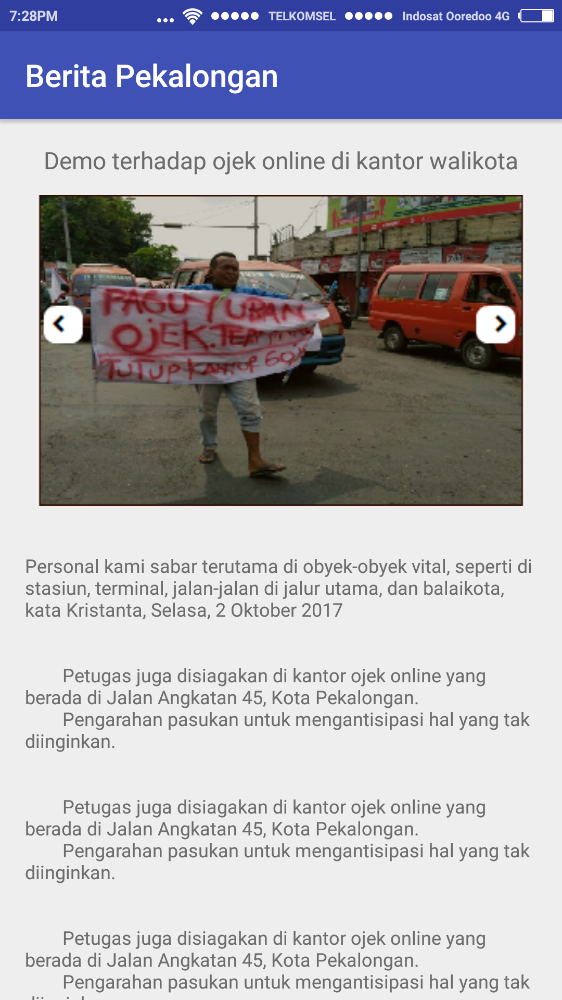 7:28PM ... TELKOMSEL Indosat Ooredoo 4G
Berita Pekalongan
Demo terhadap ojek online di kantor walikota
PAGUYUBAN
OJEK.
TUTUP KANTOR
Personal kami sabar terutama di obyek-obyek vital, seperti di
stasiun, terminal, jalan-jalan di jalur utama, dan balaikota,
kata Kristanta, Selasa, 2 Oktober 2017
Petugas juga disiagakan di kantor ojek online yang
berada di Jalan Angkatan 45, Kota Pekalongan.
Pengarahan pasukan untuk mengantisipasi hal yang tak
diinginkan.
Petugas juga disiagakan di kantor ojek online yang
berada di Jalan Angkatan 45, Kota Pekalongan.
Pengarahan pasukan untuk mengantisipasi hal yang tak
diinginkan.
Petugas juga disiagakan di kantor ojek online yang
berada di Jalan Angkatan 45, Kota Pekalongan.
Pengarahan pasukan untuk mengantisipasi hal yang tak